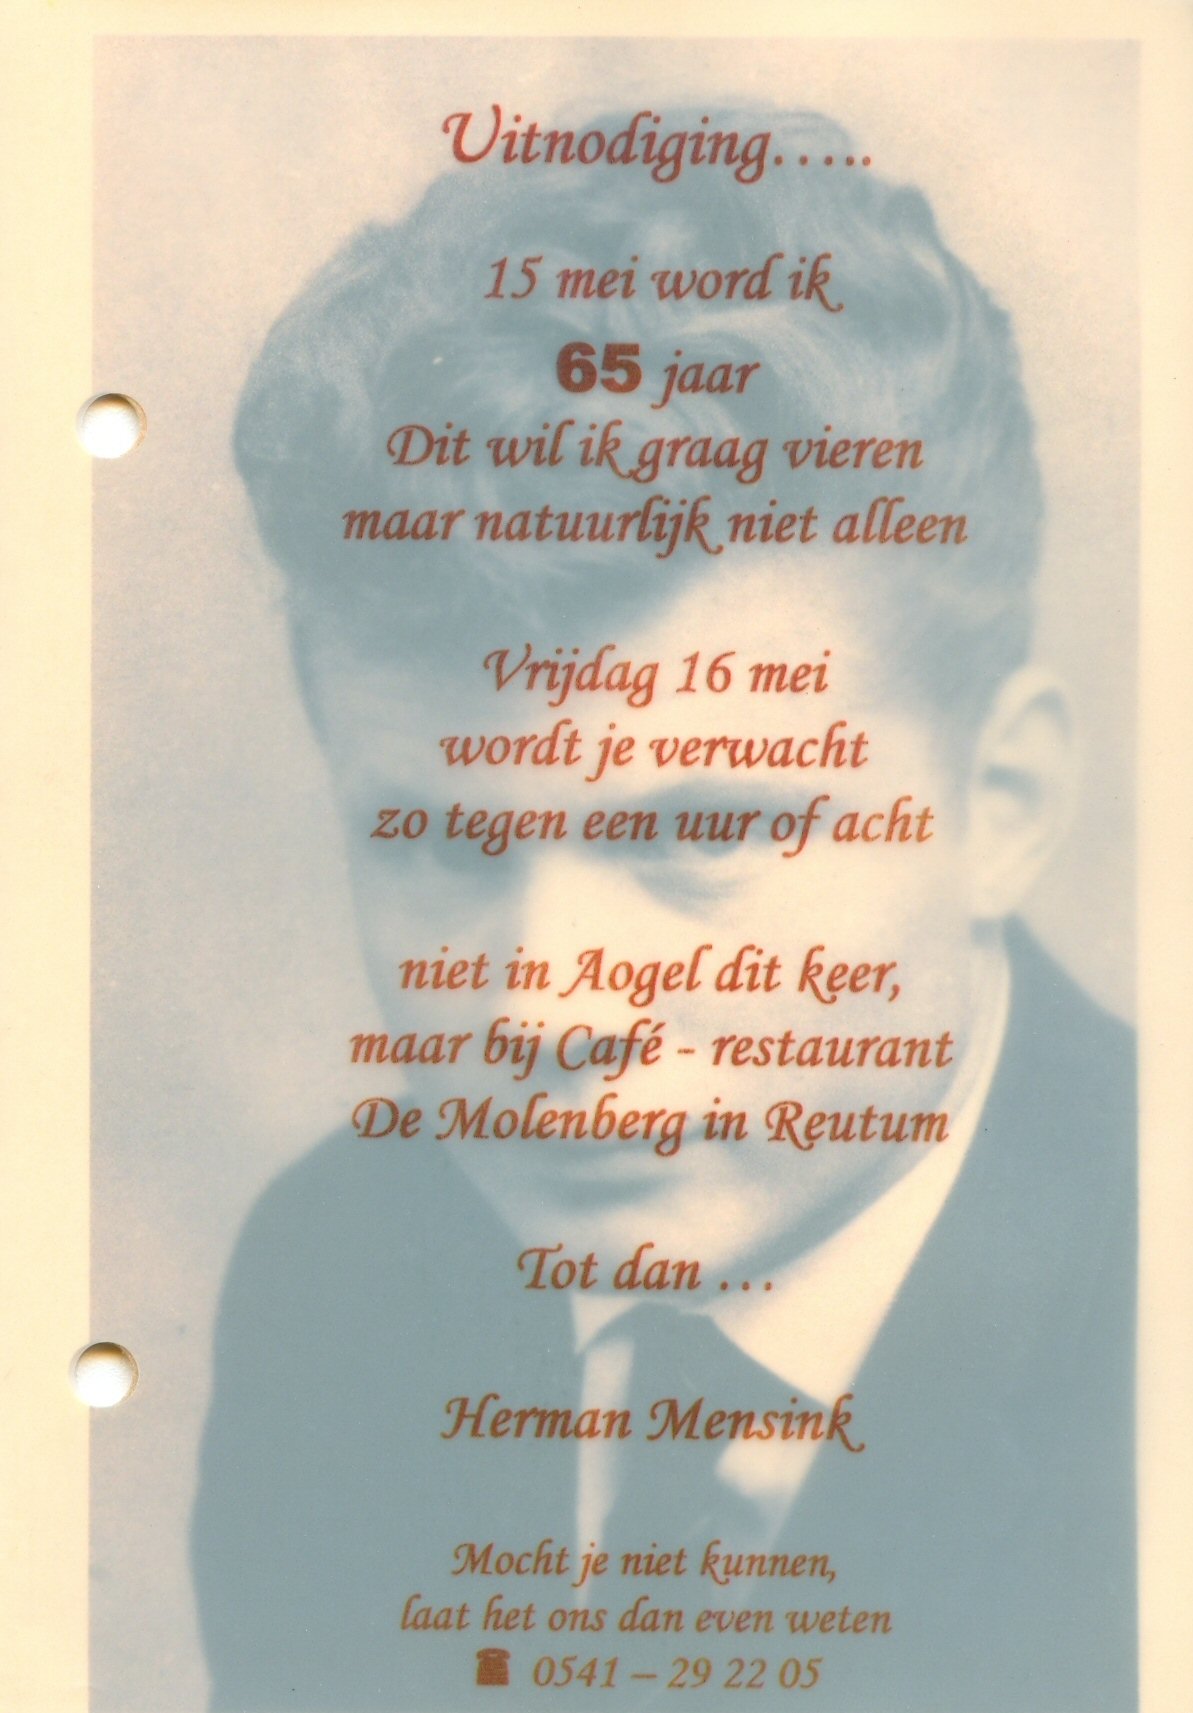 Uitnodiging…..
15 mei word ik
65 jaar
Dit wil ik graag vieren
maar natuurlijk niet alleen
Vrijdag 16 mei
wordt je verwacht
zo tegen een uur of acht
niet in Aogel dit keer,
maar bij Café - restaurant
De Molenberg in Reutum
Tot dan …
Herman Mensink
Mocht je niet kunnen,
laat het ons dan even weten
☎ 0541 – 29 22 05